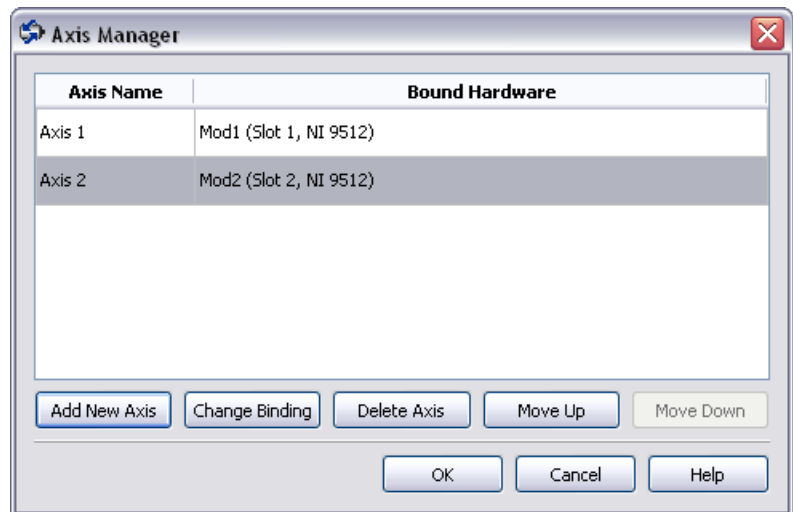 Axis Manager
Axis Name Bound Hardware
Axis 1 Mod1 (Slot 1, NI 9512)
Axis 2 Mod2 (Slot 2, NI 9512)
Add New Axis Change Binding Delete Axis Move Up Move Down
OK Cancel Help